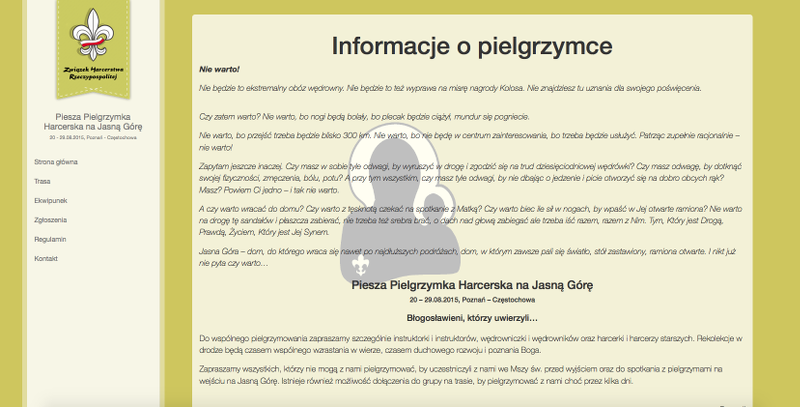 Związek Harcerstwa
Rzeczypospolitej
Piesza Pielgrzymka
Harcerska na Jasną Górę
20 - 29.08.2015, Poznań - Częstochowa
Strona główna
Trasa
Ekwipunek
Zgłoszenia
Regulamin
Kontakt
Informacje o pielgrzymce
Nie warto!
Nie będzie to ekstremalny obóz wędrowny. Nie będzie to też wyprawa na miarę nagrody Kolosa. Nie znajdziesz tu uznania dla swojego poświęcenia.
Czy zatem warto? Nie warto, bo nogi będą bolały, bo plecak będzie ciążył, mundur się pogniecie.
Nie warto, bo przejść trzeba będzie blisko 300 km. Nie warto, bo nie będę w centrum zainteresowania, bo trzeba będzie usłużyć. Patrząc zupełnie racjonalnie –
nie warto!
Zapytam jeszcze inaczej. Czy masz w sobie tyle odwagi, by wyruszyć w drogę i zgodzić się na trud dziesięciodniowej wędrówki? Czy masz odwagę, by dotknąć
swojej fizyczności, zmęczenia, bólu, potu? A przy tym wszystkim, czy masz tyle odwagi, by nie dbając o jedzenie i picie otworzyć się na dobro obcych rąk?
Masz? Powiem Ci jedno – i tak nie warto.
A czy warto wracać do domu? Czy warto z tęsknotą czekać na spotkanie z Matką? Czy warto biec ile sił w nogach, by wpaść w Jej otwarte ramiona? Nie warto
na drogę tę sandałów i płaszcza zabierać, nie trzeba też srebra brać, o dach nad głową zabiegać ale trzeba iść razem, razem z Nim. Tym, Który jest Drogą,
Prawdą, Życiem, Który jest Jej Synem.
Jasna Góra – dom, do którego wraca się nawet po najdłuższych podróżach, dom, w którym zawsze pali się światło, stół zastawiony, ramiona otwarte. I nikt już
nie pyta czy warto…
Piesza Pielgrzymka Harcerska na Jasną Górę
20 – 29.08.2015, Poznań – Częstochowa
Błogosławieni, którzy uwierzyli…
Do wspólnego pielgrzymowania zapraszamy szczególnie instruktorki i instruktorów, wędrowniczki i wędrowników oraz harcerki i harcerzy starszych. Rekolekcje w
drodze będą czasem wspólnego wzrastania w wierze, czasem duchowego rozwoju i poznania Boga.
Zapraszamy wszystkich, którzy nie mogą z nami pielgrzymować, by uczestniczyli z nami we Mszy św. przed wyjściem oraz do spotkania z pielgrzymami na
wejściu na Jasną Górę. Istnieje również możliwość dołączenia do grupy na trasie, by pielgrzymować z nami choć przez kilka dni.